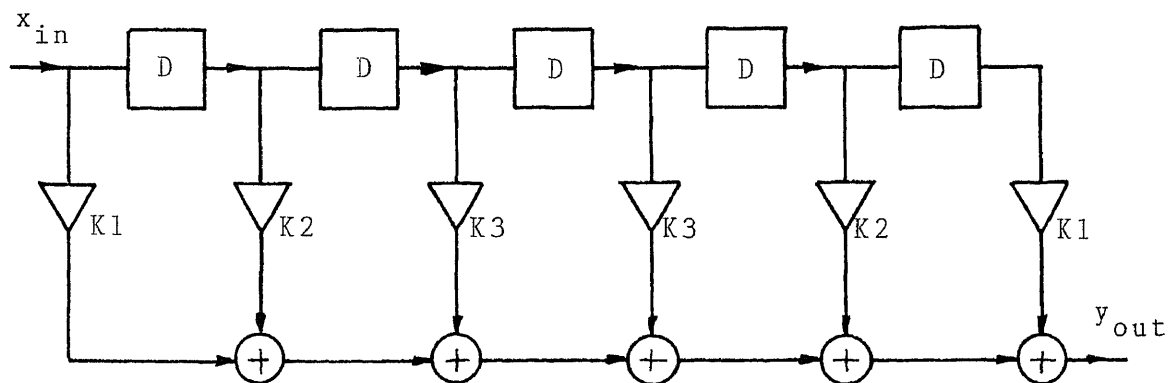 x_in
D D D D D
K1 K2 K3 K3 K2 K1
y_out
+ + + + +